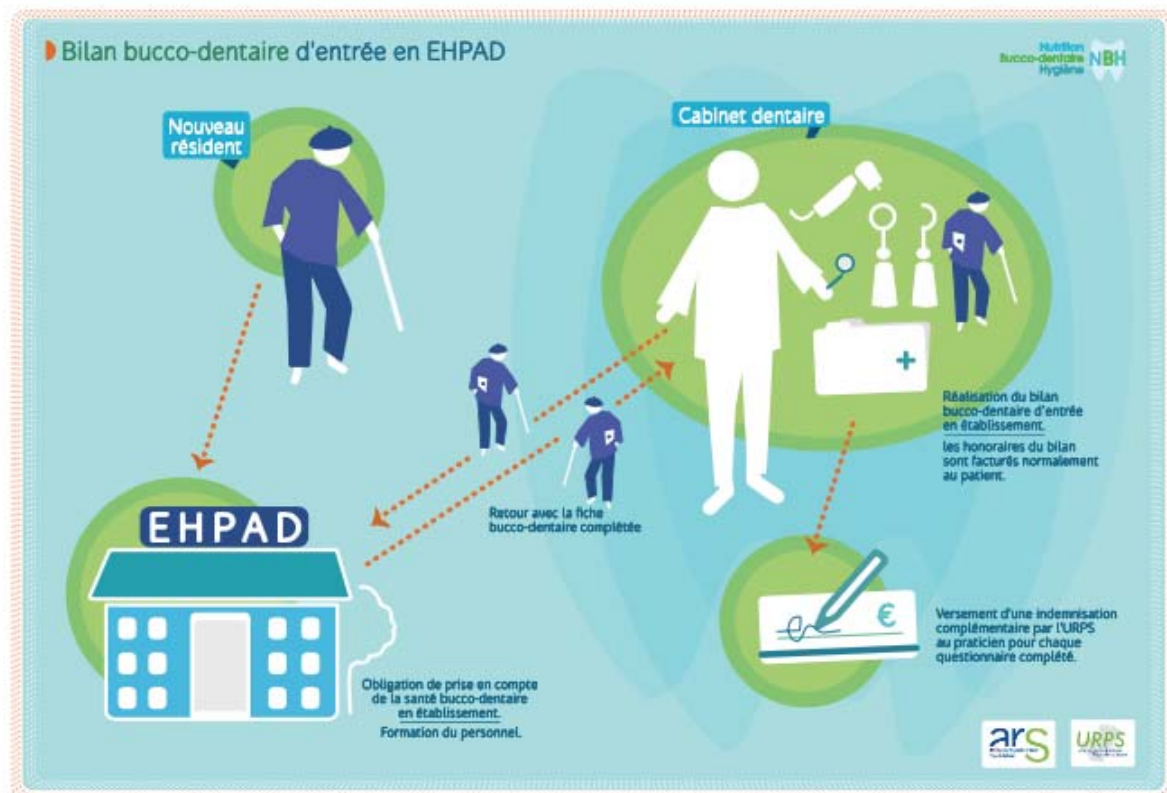 Bilan bucco-dentaire d'entrée en EHPAD
Nutrition
Bucco-dentaire
Hygiène
NBH
Nouveau
résident
Cabinet dentaire
Réalisation du bilan
bucco-dentaire d'entrée
en établissement.
les honoraires du bilan
sont facturés normalement
au patient.
Retour avec la fiche
bucco-dentaire complétée
EHPAD
€
Versement d'une indemnisation
complémentaire par l'URPS
au praticien pour chaque
questionnaire complété.
Obligation de prise en compte
de la santé bucco-dentaire
en établissement.
Formation du personnel.
ars
URPS